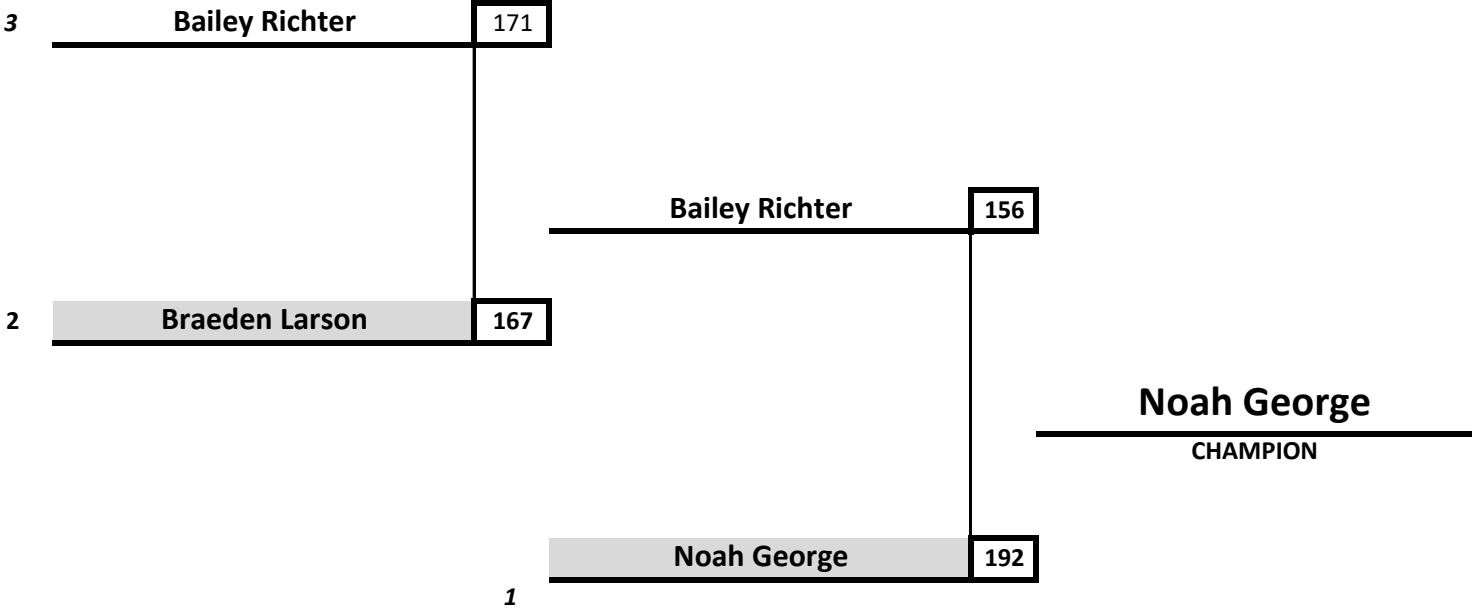 3 Bailey Richter 171
Bailey Richter 156
2 Braeden Larson 167
Noah George
CHAMPION
Noah George 192
1